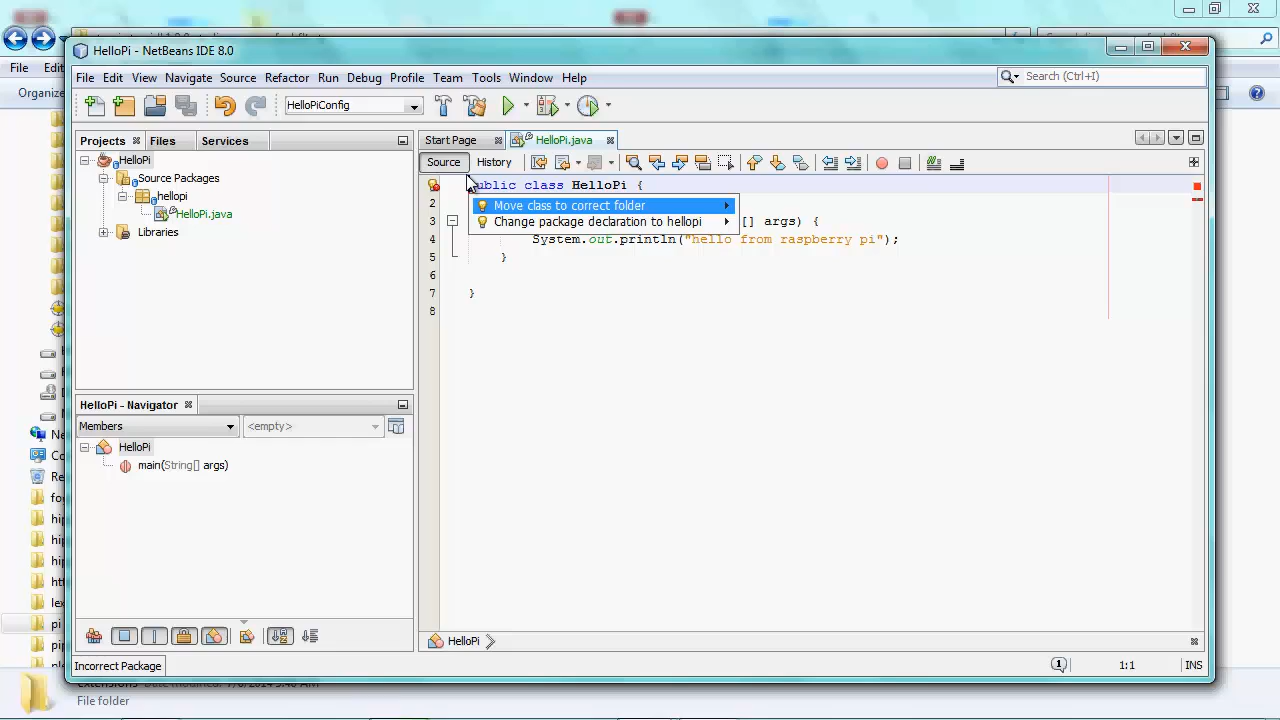 File Edit
Organize
HelloPi - NetBeans IDE 8.0
File Edit View Navigate Source Refactor Run Debug Profile Team Tools Window Help
Search (Ctrl+I)
HelloPiConfig
Projects Files Services
HelloPi
Source Packages
hellopi
HelloPi.java
Libraries
Start Page HelloPi.java
Source History
public class HelloPi {
2
Move class to correct folder
3 [] args) {
Change package declaration to hellopi
4 System.out.println("hello from raspberry pi");
5 }
6
7 }
8
HelloPi - Navigator
Members <empty>
HelloPi
main(String[] args)
HelloPi
Incorrect Package
1
1:1
INS
pi
File folder